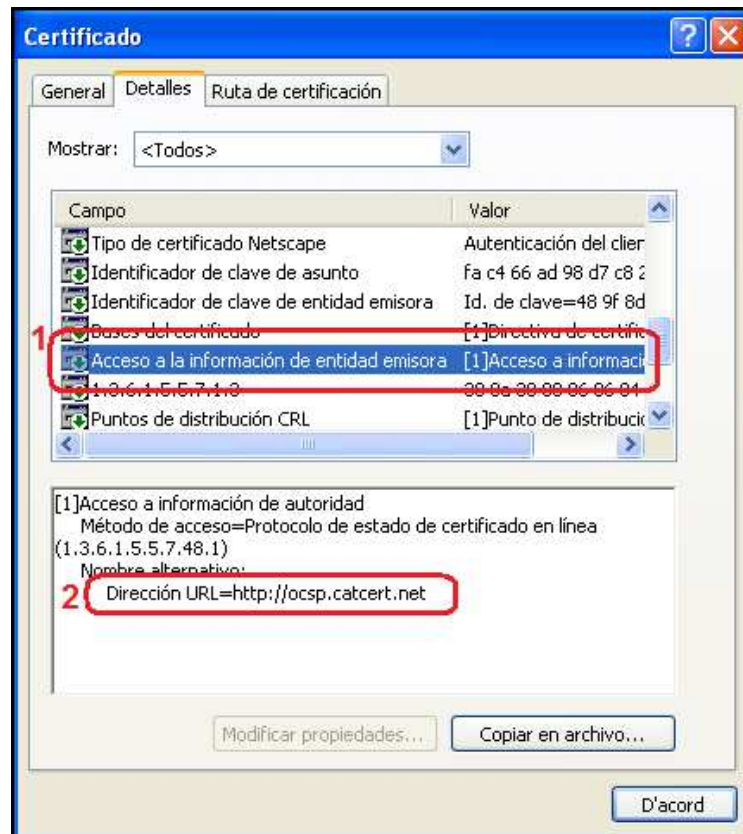 Certificado
General Detalles Ruta de certificación
Mostrar: <Todos>
Campo Valor
Tipo de certificado Netscape Autenticación del clien
Identificador de clave de asunto fa c4 66 ad 98 d7 c8 2
Identificador de clave de entidad emisora Id. de clave=48 9f 8d
1
Bases del certificado [1]Directiva de certific
Acceso a la información de entidad emisora [1]Acceso a informaci
1.3.6.1.5.5.7.1.3
Puntos de distribución CRL [1]Punto de distribució
[1]Acceso a información de autoridad
Método de acceso=Protocolo de estado de certificado en línea
(1.3.6.1.5.5.7.48.1)
Nombre alternativo:
2 Dirección URL=http://ocsp.catcert.net
Modificar propiedades... Copiar en archivo...
D'acord